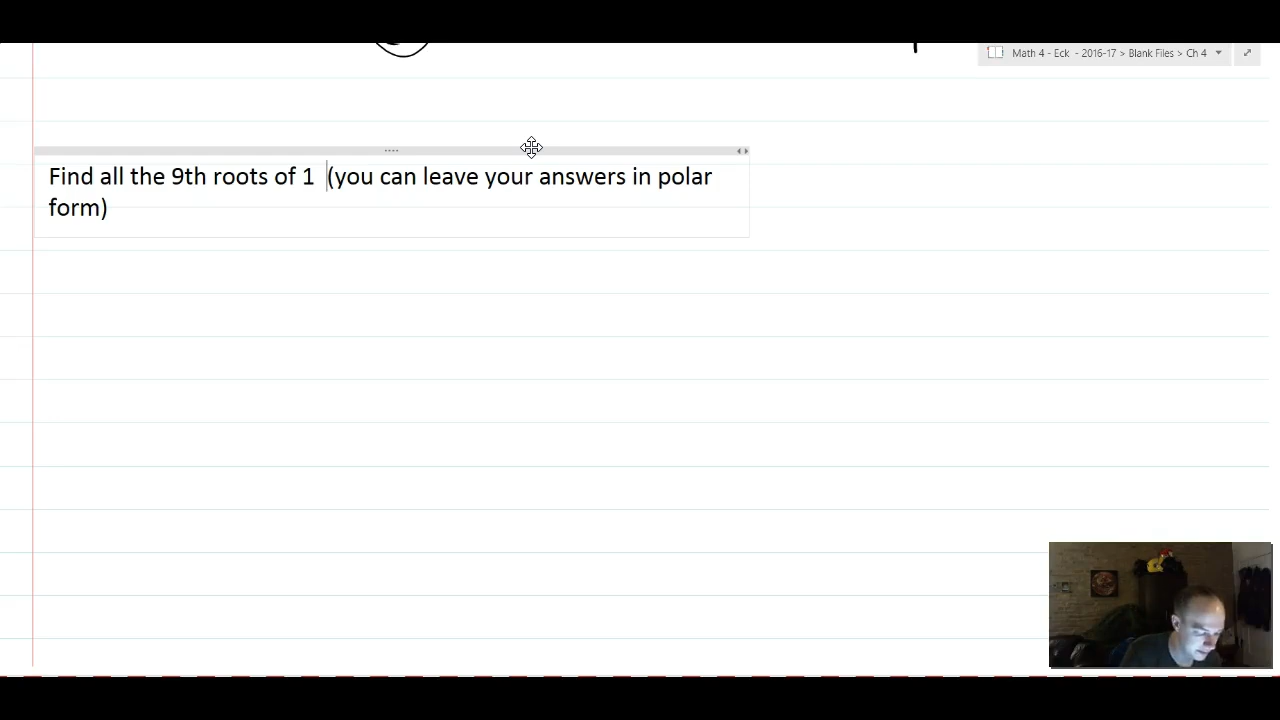 Math 4 - Eck - 2016-17 > Blank Files > Ch 4
Find all the 9th roots of 1 (you can leave your answers in polar
form)